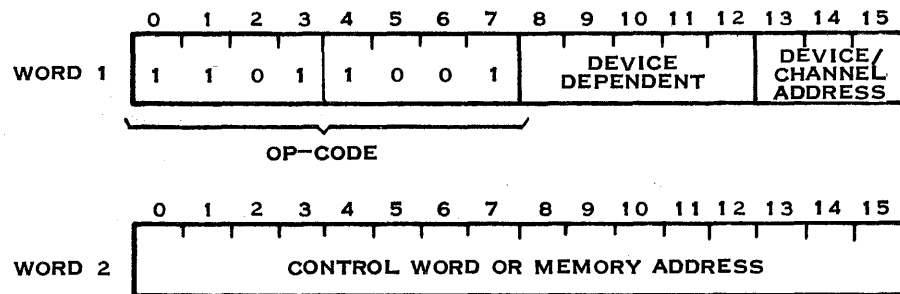 0 1 2 3 4 5 6 7 8 9 10 11 12 13 14 15
WORD 1
1 1 0 1 1 0 0 1
DEVICE
DEPENDENT
DEVICE/
CHANNEL
ADDRESS
OP-CODE
0 1 2 3 4 5 6 7 8 9 10 11 12 13 14 15
WORD 2
CONTROL WORD OR MEMORY ADDRESS